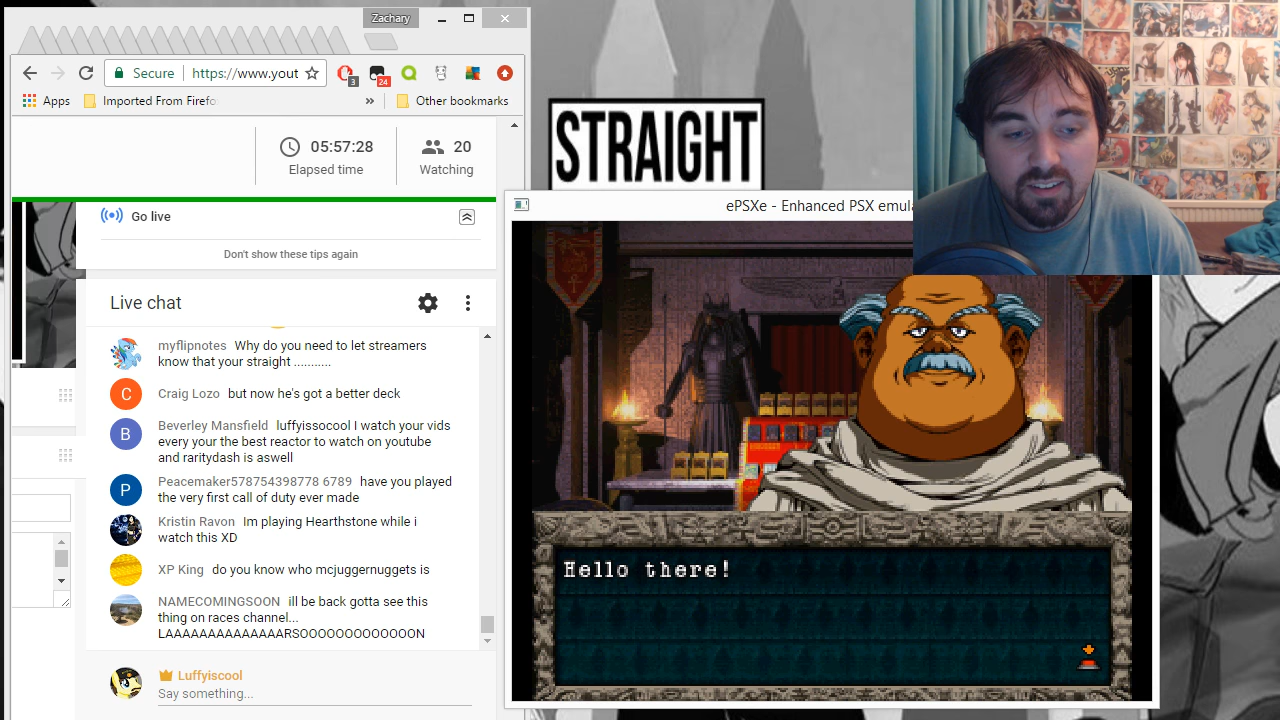 Zachary
Secure
https://www.yout
3
24
Apps
Imported From Firefo
»
Other bookmarks
05:57:28
Elapsed time
20
Watching
STRAIGHT
Go live
Don't show these tips again
Live chat
ePSXe - Enhanced PSX emula
myflipnotes Why do you need to let streamers
know that your straight ...........
C
Craig Lozo but now he's got a better deck
B
Beverley Mansfield luffyissocool I watch your vids
every your the best reactor to watch on youtube
and raritydash is aswell
P
Peacemaker578754398778 6789 have you played
the very first call of duty ever made
Kristin Ravon Im playing Hearthstone while i
watch this XD
XP King do you know who mcjuggernuggets is
NAMECOMINGSOON ill be back gotta see this
thing on races channel...
LAAAAAAAAAAAAAARSOOOOOOOOOOOOON
Luffyiscool
Say something...
Hello there!